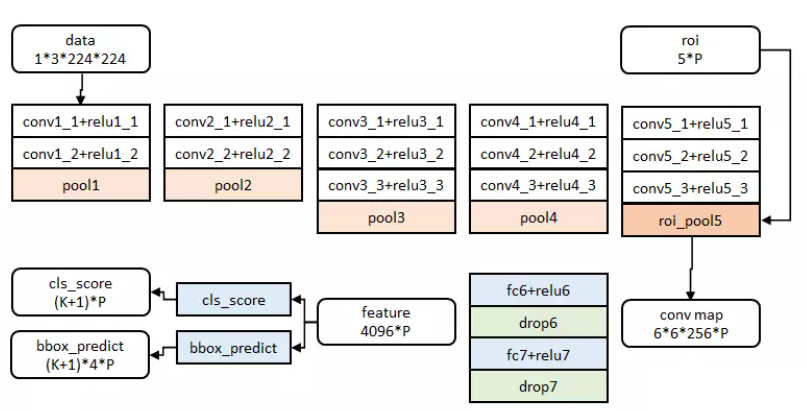 data
1*3*224*224
roi
5*P
conv1_1+relu1_1
conv1_2+relu1_2
pool1
conv2_1+relu2_1
conv2_2+relu2_2
pool2
conv3_1+relu3_1
conv3_2+relu3_2
conv3_3+relu3_3
pool3
conv4_1+relu4_1
conv4_2+relu4_2
conv4_3+relu4_3
pool4
conv5_1+relu5_1
conv5_2+relu5_2
conv5_3+relu5_3
roi_pool5
cls_score
(K+1)*P
cls_score
bbox_predict
(K+1)*4*P
bbox_predict
feature
4096*P
fc6+relu6
drop6
fc7+relu7
drop7
conv map
6*6*256*P